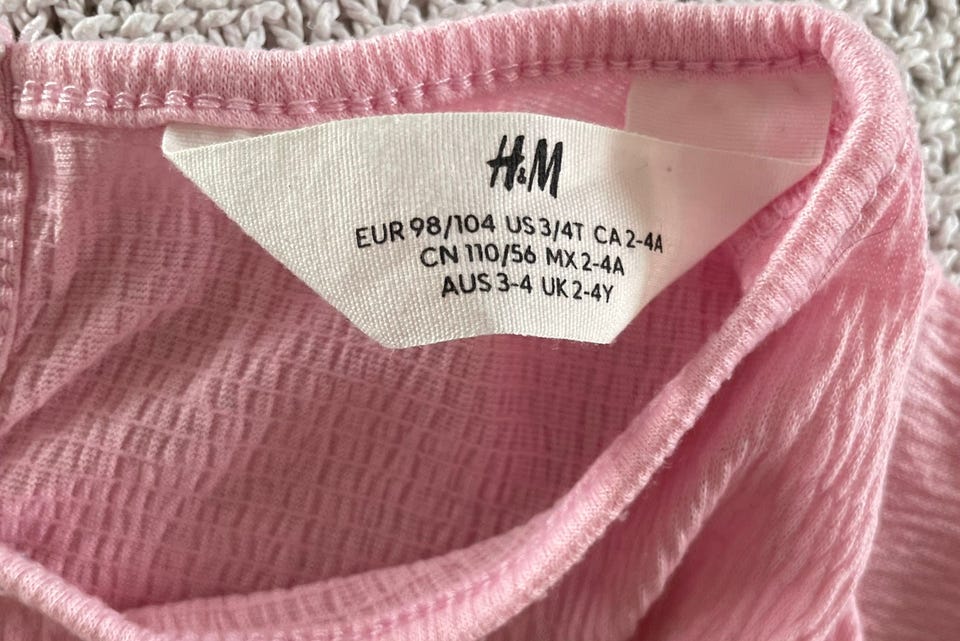 H&M
EUR 98/104 US 3/4T CA 2-4A
CN 110/56 MX 2-4A
AUS 3-4 UK 2-4Y